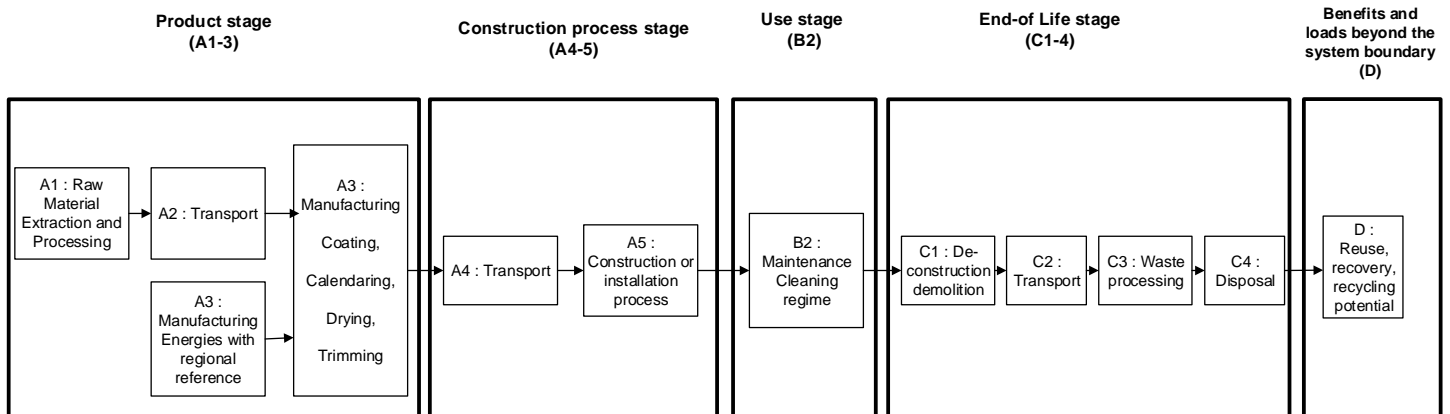 Product stage
(A1-3)
Construction process stage
(A4-5)
Use stage
(B2)
End-of Life stage
(C1-4)
Benefits and
loads beyond the
system boundary
(D)
A1 : Raw
Material
Extraction and
Processing
A2 : Transport
A3 :
Manufacturing
Energies with
regional
reference
A3 :
Manufacturing
Coating,
Calendaring,
Drying,
Trimming
A4 : Transport
A5 :
Construction or
installation
process
B2 :
Maintenance
Cleaning
regime
C1 : De-
construction
demolition
C2 :
Transport
C3 : Waste
processing
C4 :
Disposal
D :
Reuse,
recovery,
recycling
potential